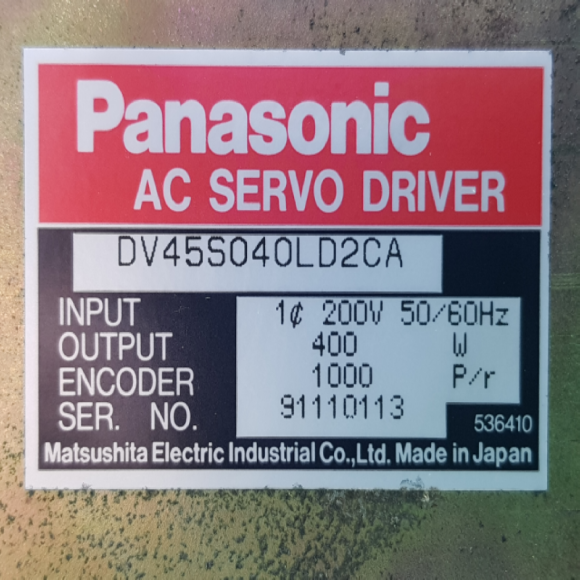 Panasonic
AC SERVO DRIVER
DV45S040LD2CA
INPUT 1¢ 200V 50/60Hz
OUTPUT 400 W
ENCODER 1000 P/r
SER. NO. 91110113
536410
Matsushita Electric Industrial Co.,Ltd. Made in Japan